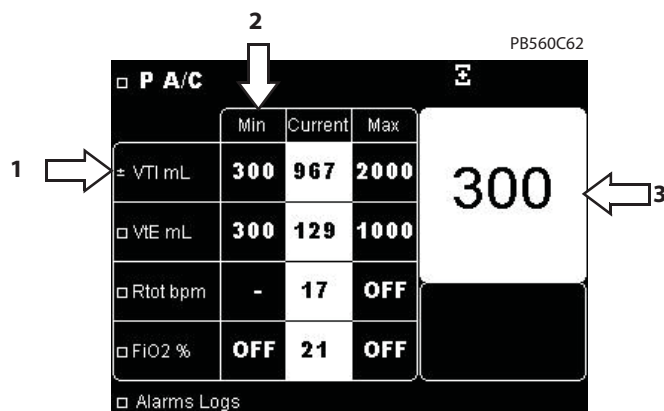 2
PB560C62
P A/C
Min Current Max
1
± VTI mL 300 967 2000
300
3
VtE mL 300 129 1000
Rtot bpm - 17 OFF
FiO2 % OFF 21 OFF
Alarms Logs